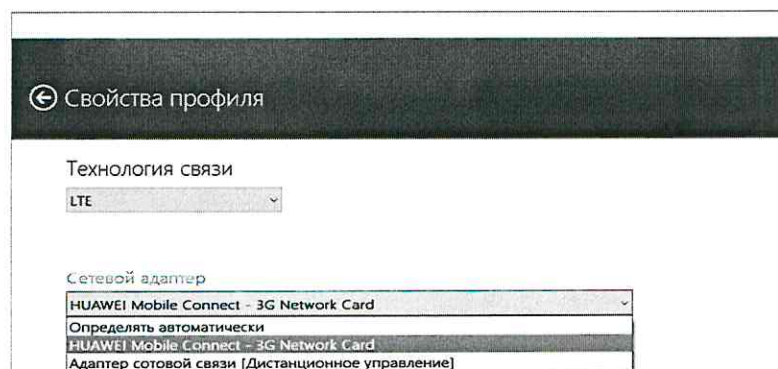 Свойства профиля
Технология связи
LTE
Сетевой адаптер
HUAWEI Mobile Connect - 3G Network Card
Определять автоматически
HUAWEI Mobile Connect - 3G Network Card
Адаптер сотовой связи [Дистанционное управление]